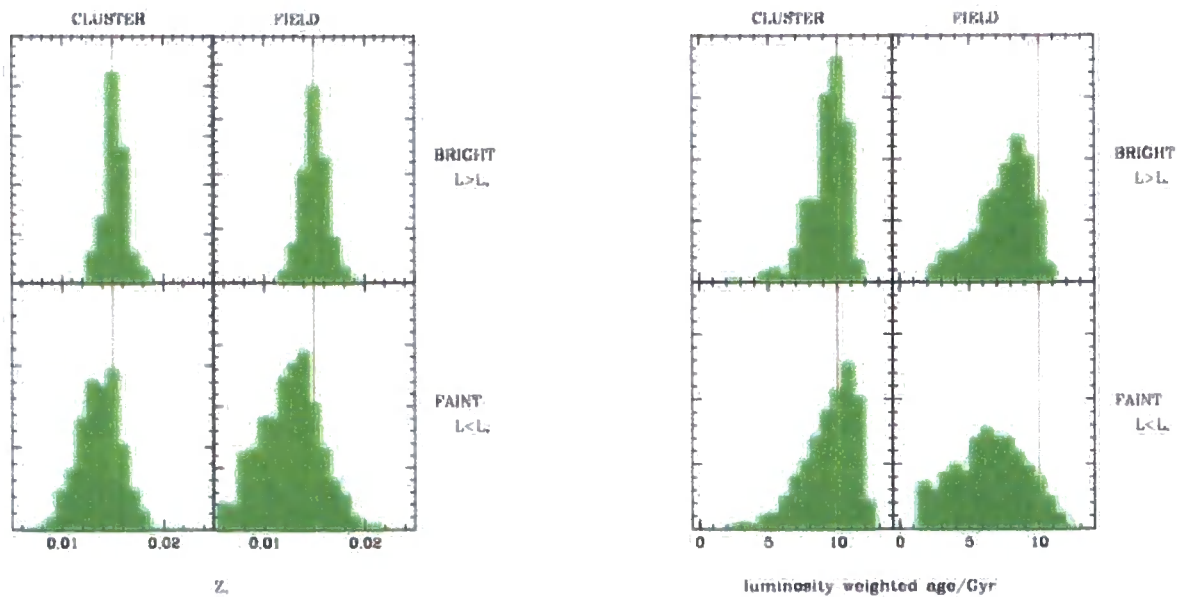 CLUSTER FIELD
BRIGHT
L>L*
FAINT
L<L*
0.01 0.02 0.01 0.02
Z*
CLUSTER FIELD
BRIGHT
L>L*
FAINT
L<L*
0 5 10 0 5 10
luminosity weighted age/Gyr